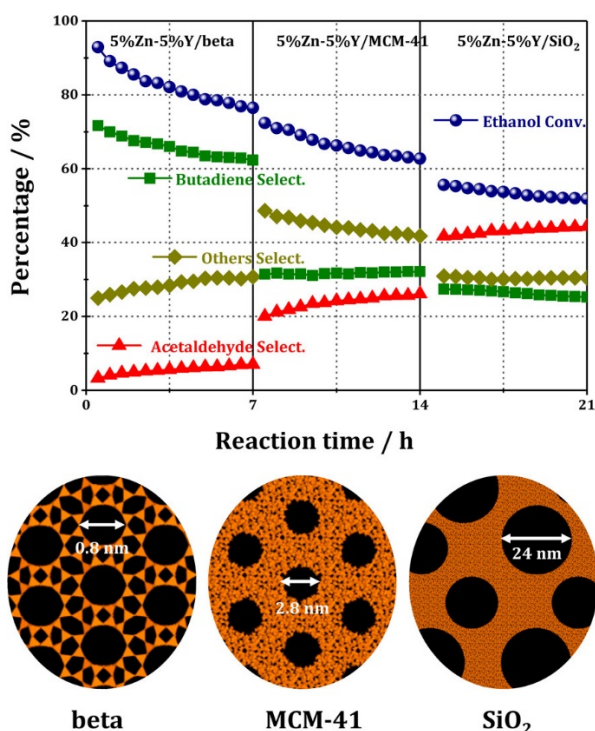 100
5%Zn-5%Y/beta
5%Zn-5%Y/MCM-41
5%Zn-5%Y/SiO₂
80
Ethanol Conv.
60
Butadiene Select.
40
Others Select.
20
Acetaldehyde Select.
0
Percentage / %
0
7
14
21
Reaction time / h
0.8 nm
2.8 nm
24 nm
beta
MCM-41
SiO₂